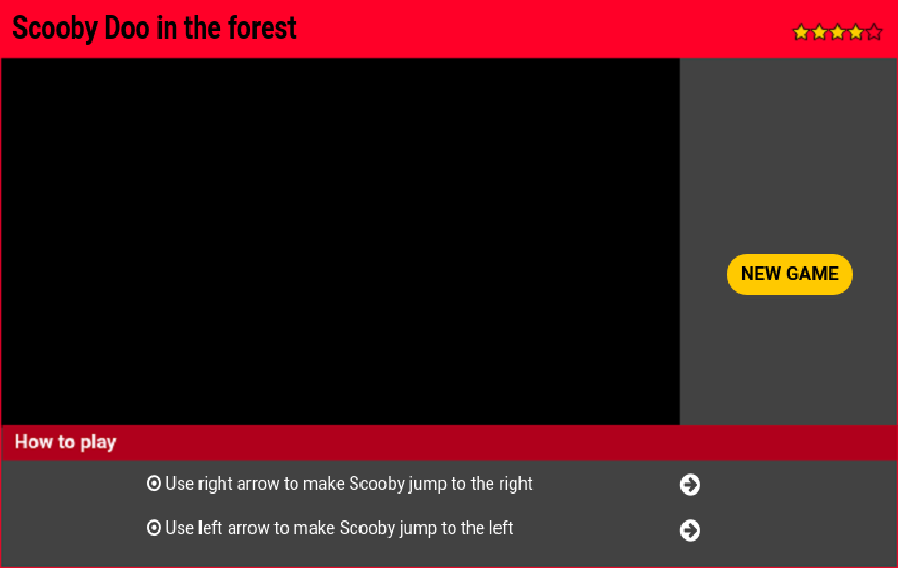 Scooby Doo in the forest
NEW GAME
How to play
Use right arrow to make Scooby jump to the right
Use left arrow to make Scooby jump to the left